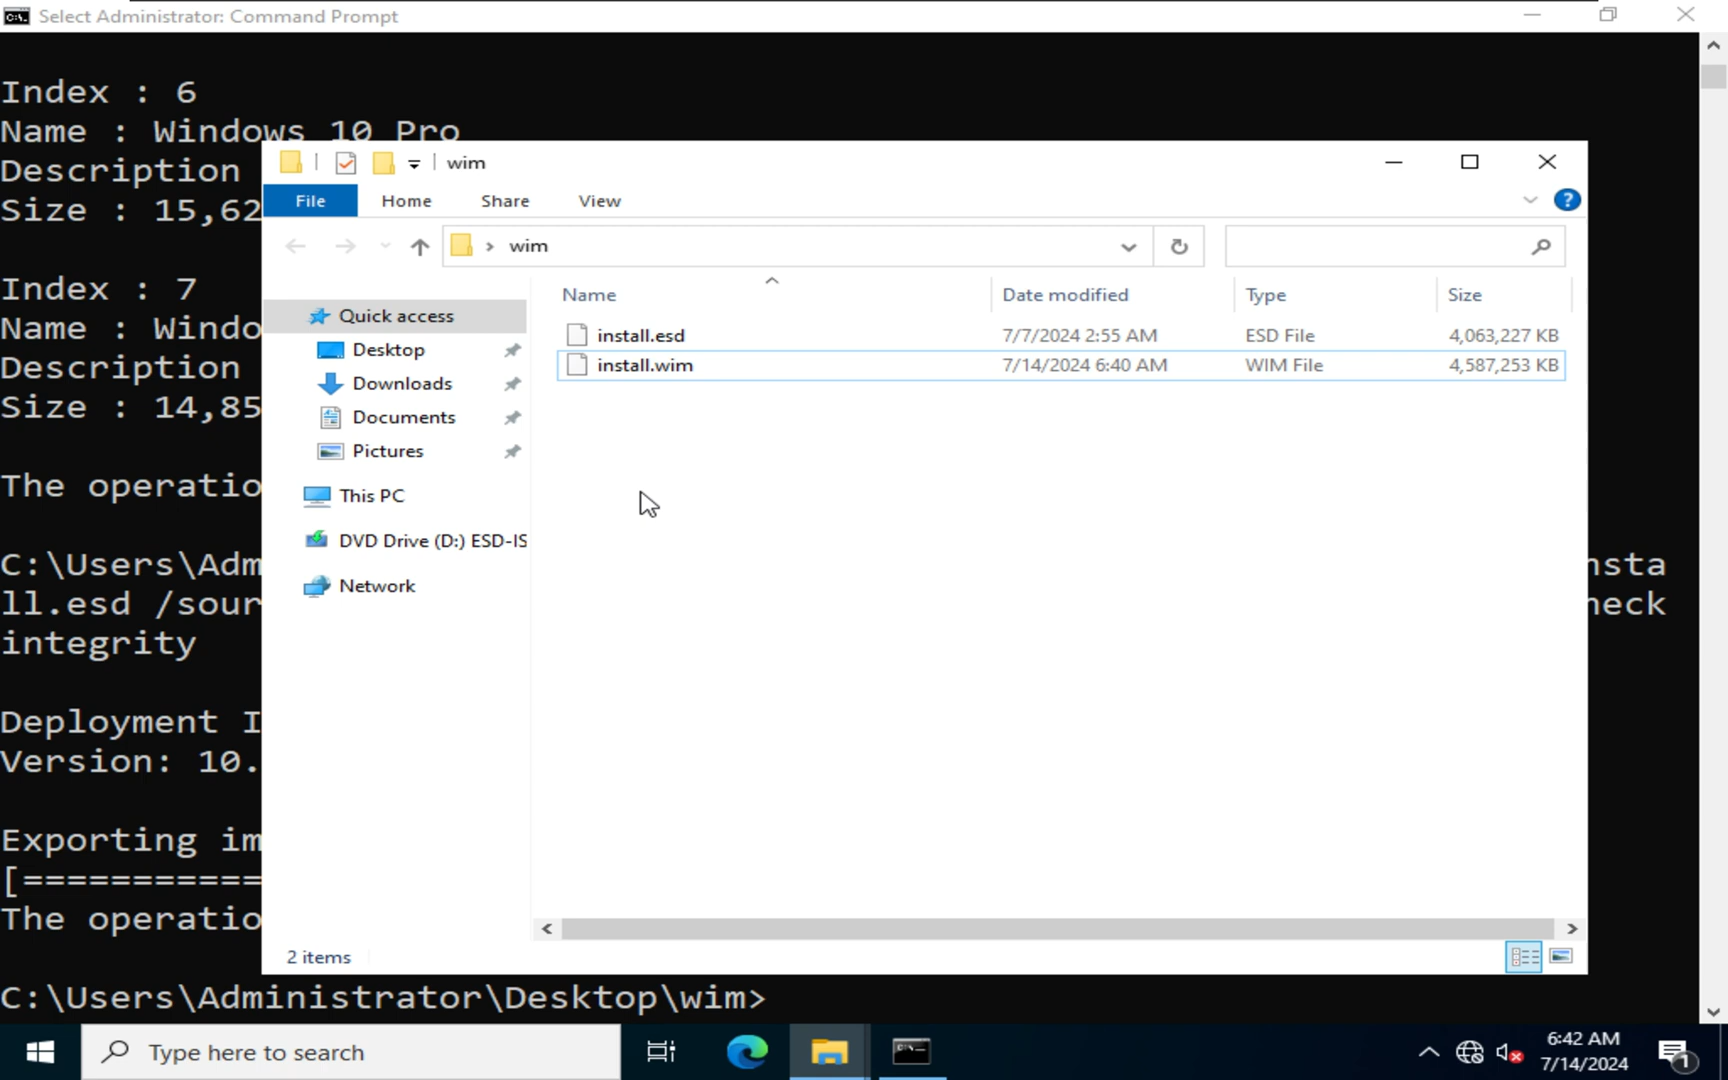 Select Administrator: Command Prompt
Index : 6
Name : Windows 10 Pro
Description
Size : 15,62
Index : 7
Name : Windo
Description
Size : 14,85
The operatio
C:\Users\Adm
nsta
ll.esd /sour
heck
integrity
Deployment I
Version: 10.
Exporting im
[===========
The operatio
C:\Users\Administrator\Desktop\wim>
wim
File Home Share View
wim
Name Date modified Type Size
install.esd 7/7/2024 2:55 AM ESD File 4,063,227 KB
install.wim 7/14/2024 6:40 AM WIM File 4,587,253 KB
Quick access
Desktop
Downloads
Documents
Pictures
This PC
DVD Drive (D:) ESD-IS
Network
2 items
Type here to search
6:42 AM
7/14/2024
1